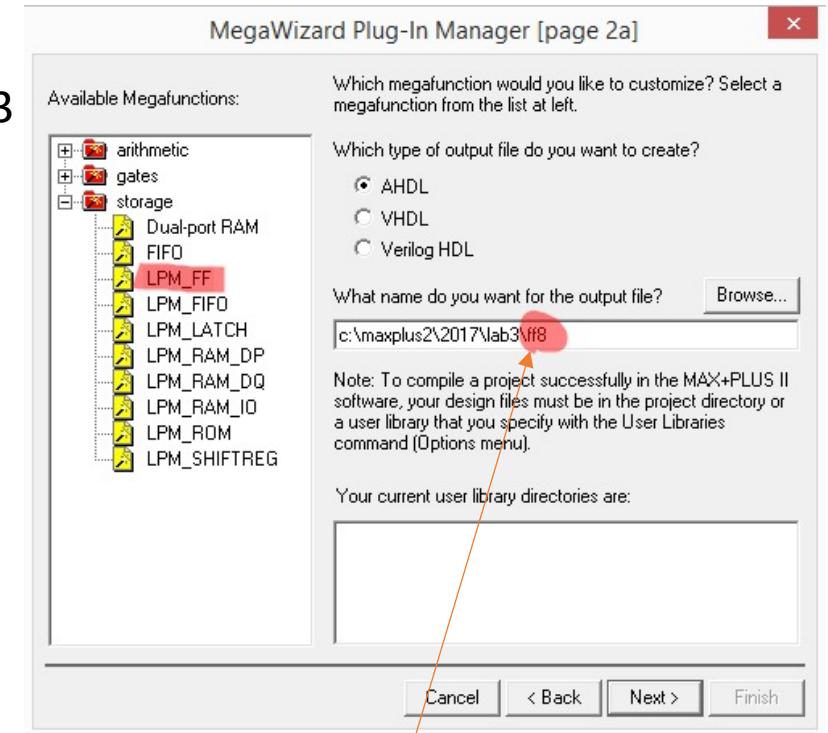 MegaWizard Plug-In Manager [page 2a]
3
Available Megafunctions:
arithmetic
gates
storage
Dual-port RAM
FIFO
LPM_FF
LPM_FIFO
LPM_LATCH
LPM_RAM_DP
LPM_RAM_DQ
LPM_RAM_IO
LPM_ROM
LPM_SHIFTREG
Which megafunction would you like to customize? Select a
megafunction from the list at left.
Which type of output file do you want to create?
AHDL
VHDL
Verilog HDL
What name do you want for the output file?
Browse...
c:\maxplus2\2017\lab3\ff8
Note: To compile a project successfully in the MAX+PLUS II
software, your design files must be in the project directory or
a user library that you specify with the User Libraries
command (Options menu).
Your current user library directories are:
Cancel
< Back
Next >
Finish